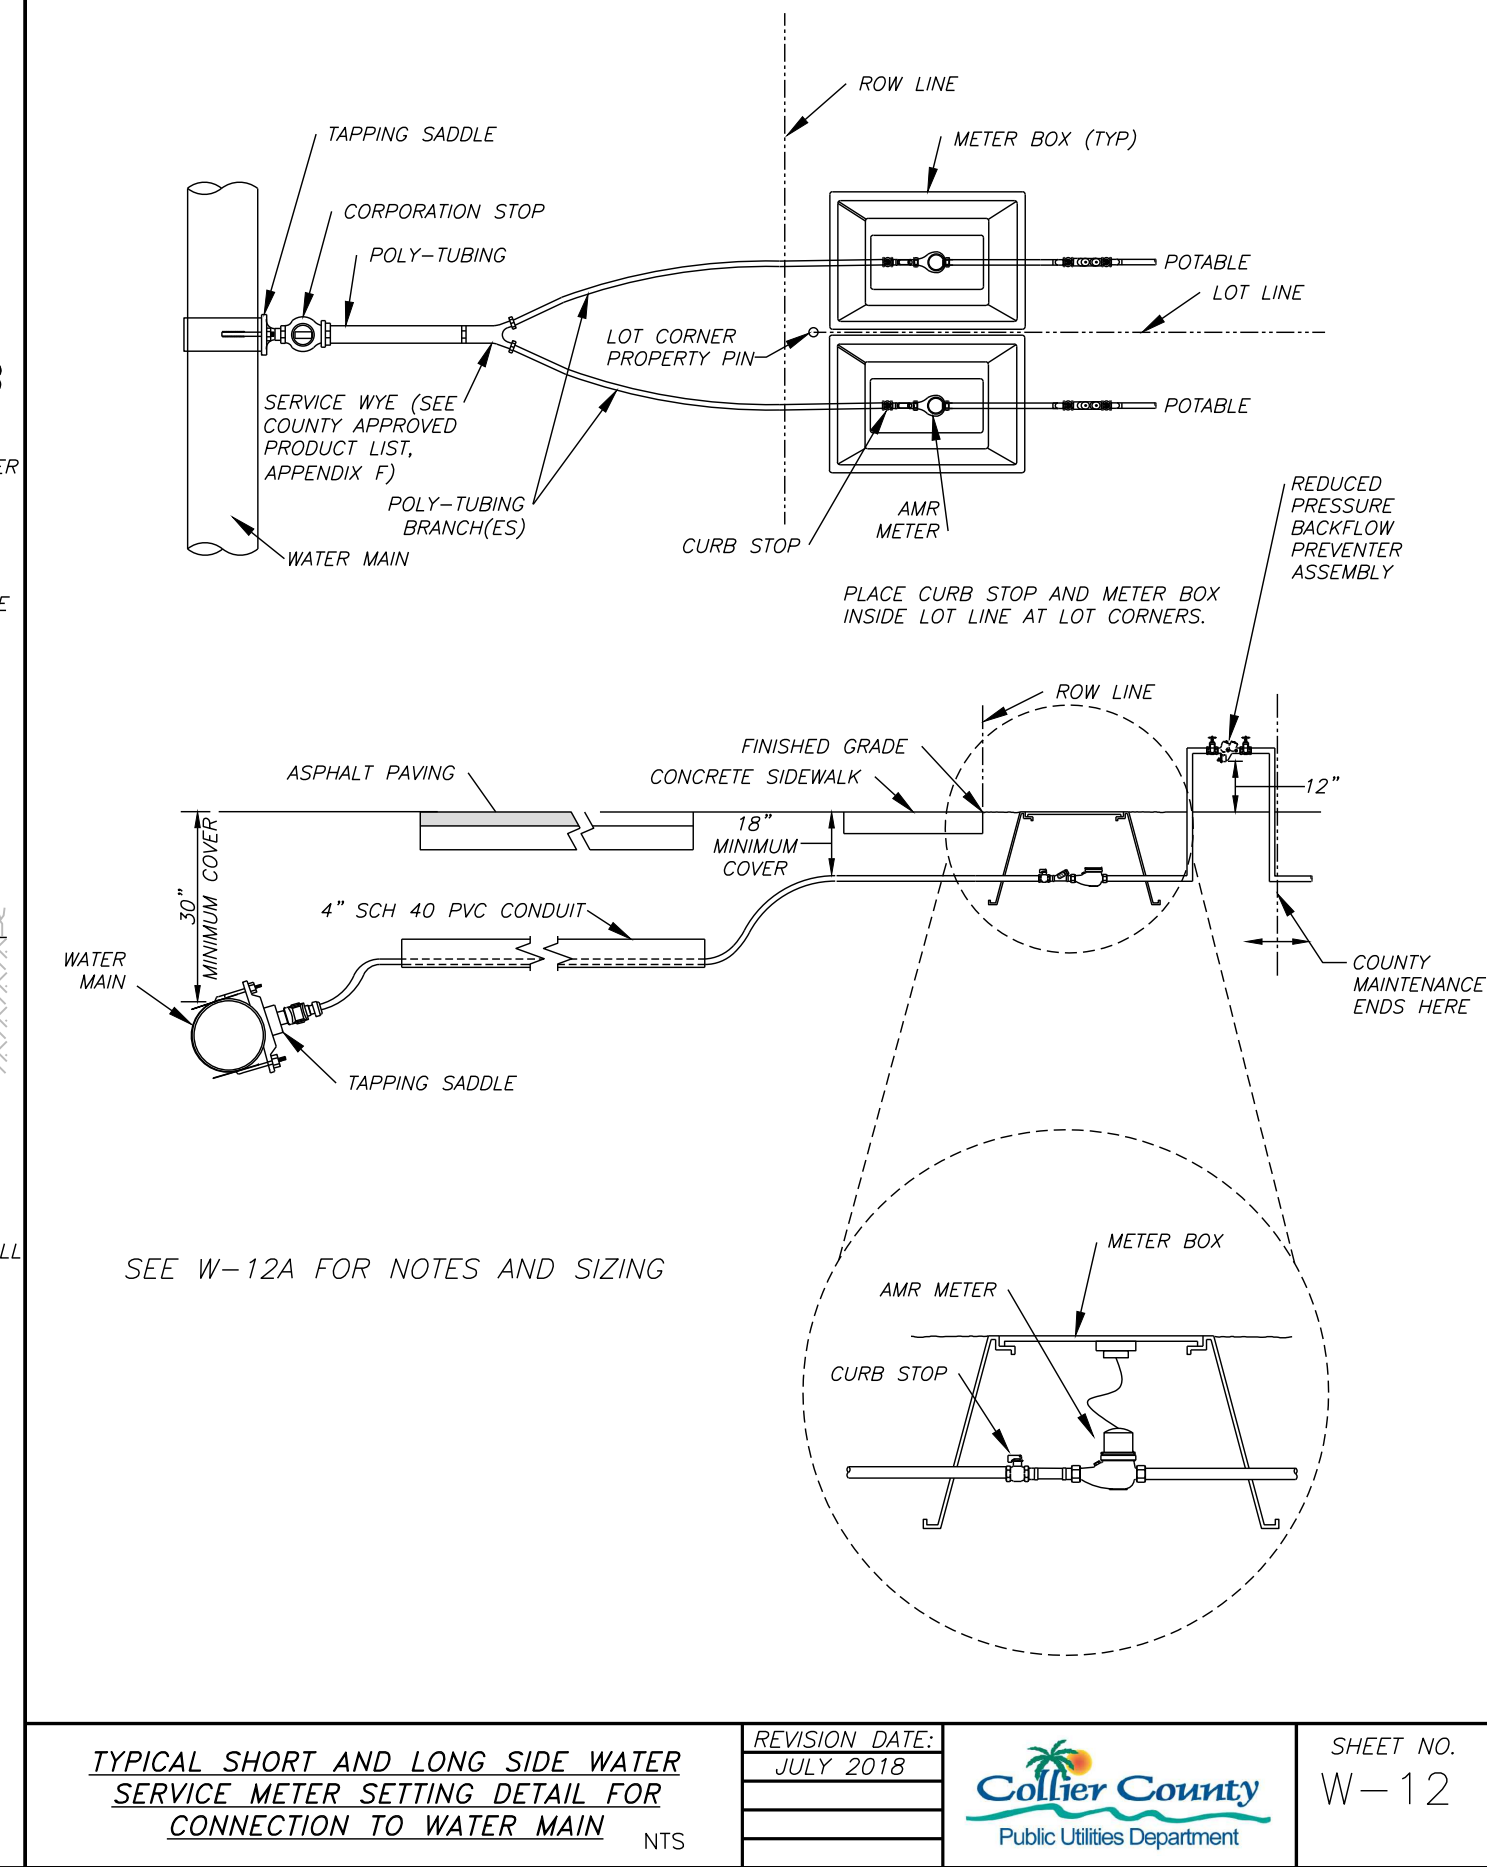 ROW LINE
TAPPING SADDLE
METER BOX (TYP)
CORPORATION STOP
POLY-TUBING
POTABLE
LOT LINE
LOT CORNER
PROPERTY PIN
SERVICE WYE (SEE
COUNTY APPROVED
PRODUCT LIST,
APPENDIX F)
POTABLE
ER
POLY-TUBING
BRANCH(ES)
AMR
METER
CURB STOP
WATER MAIN
REDUCED
PRESSURE
BACKFLOW
PREVENTER
ASSEMBLY
E
PLACE CURB STOP AND METER BOX
INSIDE LOT LINE AT LOT CORNERS.
ROW LINE
FINISHED GRADE
ASPHALT PAVING
CONCRETE SIDEWALK
12"
18"
MINIMUM
COVER
30"
MINIMUM COVER
4" SCH 40 PVC CONDUIT
WATER
MAIN
COUNTY
MAINTENANCE
ENDS HERE
TAPPING SADDLE
LL
SEE W-12A FOR NOTES AND SIZING
METER BOX
AMR METER
CURB STOP
TYPICAL SHORT AND LONG SIDE WATER
SERVICE METER SETTING DETAIL FOR
CONNECTION TO WATER MAIN
NTS
REVISION DATE:
JULY 2018
Collier County
Public Utilities Department
SHEET NO.
W-12